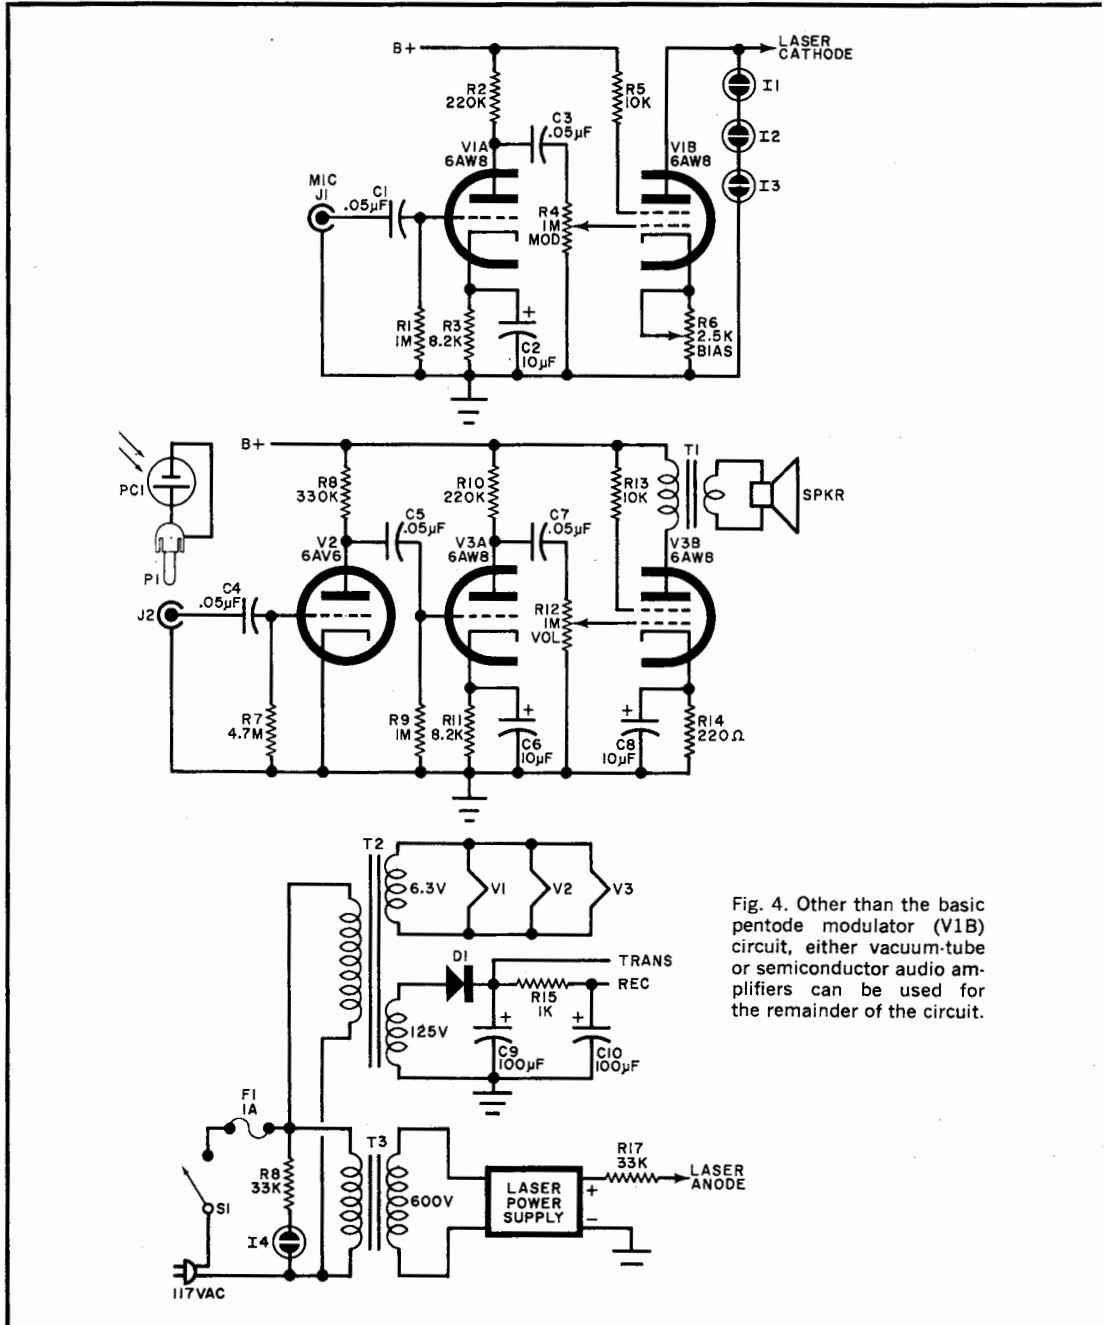 B+
LASER
CATHODE
R2
220K
R5
10K
I1
C3
.05µF
V1A
6AW8
V1B
6AW8
I2
MIC
J1
C1
.05µF
I3
R4
1M
MOD
R1
1M
R3
8.2K
+
C2
10µF
R6
2.5K
BIAS
B+
T1
R8
330K
R10
220K
R13
10K
SPKR
PC1
C5
.05µF
C7
.05µF
V2
6AV6
V3A
6AW8
V3B
6AW8
P1
C4
.05µF
J2
R12
1M
VOL
R7
4.7M
R9
1M
R11
8.2K
+
C6
10µF
+
C8
10µF
R14
220Ω
T2
6.3V
V1
V2
V3
D1
TRANS
REC
R15
1K
125V
+
C9
100µF
+
C10
100µF
Fig. 4. Other than the basic
pentode modulator (V1B)
circuit, either vacuum-tube
or semiconductor audio am-
plifiers can be used for
the remainder of the circuit.
F1
1A
T3
R8
33K
S1
I4
600V
LASER
POWER
SUPPLY
+
−
R17
33K
LASER
ANODE
117VAC